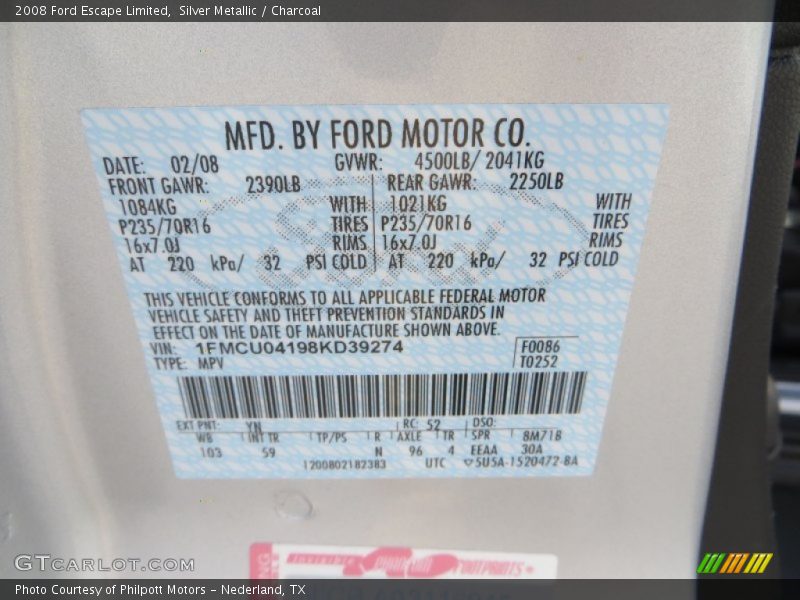 2008 Ford Escape Limited, Silver Metallic / Charcoal
MFD. BY FORD MOTOR CO.
DATE: 02/08 GVWR: 4500LB/ 2041KG
FRONT GAWR: 2390LB REAR GAWR: 2250LB
1084KG WITH 1021KG WITH
P235/70R16 TIRES P235/70R16 TIRES
16x7.0J RIMS 16x7.0J RIMS
AT 220 kPa/ 32 PSI COLD AT 220 kPa/ 32 PSI COLD
THIS VEHICLE CONFORMS TO ALL APPLICABLE FEDERAL MOTOR
VEHICLE SAFETY AND THEFT PREVENTION STANDARDS IN
EFFECT ON THE DATE OF MANUFACTURE SHOWN ABOVE.
VIN: 1FMCU04198KD39274 F0086
TYPE: MPV T0252
EXT PNT: YN RC: 52 DSO:
WB INT TR TP/PS R AXLE TR SPR 8M71B
103 59 N 96 4 EEAA 30A
1200802182383 UTC 5U5A-1520472-BA
INVISIBLE FOOTPRINTS
GTCARLOT.COM
Photo Courtesy of Philpott Motors - Nederland, TX